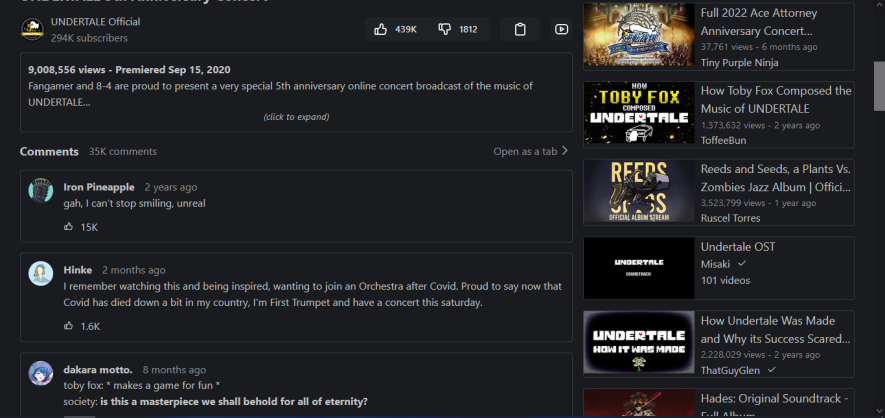 UNDERTALE Official
294K subscribers
439K
1812
9,008,556 views - Premiered Sep 15, 2020
Fangamer and 8-4 are proud to present a very special 5th anniversary online concert broadcast of the music of
UNDERTALE...
(click to expand)
Comments 35K comments
Open as a tab
Iron Pineapple 2 years ago
gah, I can't stop smiling, unreal
15K
Hinke 2 months ago
I remember watching this and being inspired, wanting to join an Orchestra after Covid. Proud to say now that
Covid has died down a bit in my country, I'm First Trumpet and have a concert this saturday.
1.6K
dakara motto. 8 months ago
toby fox: * makes a game for fun *
society: is this a masterpiece we shall behold for all of eternity?
Full 2022 Ace Attorney
Anniversary Concert...
37,761 views - 6 months ago
Tiny Purple Ninja
HOW
TOBY FOX
COMPOSED
UNDERTALE
How Toby Fox Composed the
Music of UNDERTALE
1,373,632 views - 2 years ago
ToffeeBun
REEDS
OFFICIAL ALBUM STREAM
Reeds and Seeds, a Plants Vs.
Zombies Jazz Album | Offici...
3,523,799 views - 1 year ago
Ruscel Torres
UNDERTALE
SOUNDTRACK
Undertale OST
Misaki
101 videos
UNDERTALE
HOW IT WAS MADE
How Undertale Was Made
and Why its Success Scared...
2,228,029 views - 2 years ago
ThatGuyGlen
Hades: Original Soundtrack -